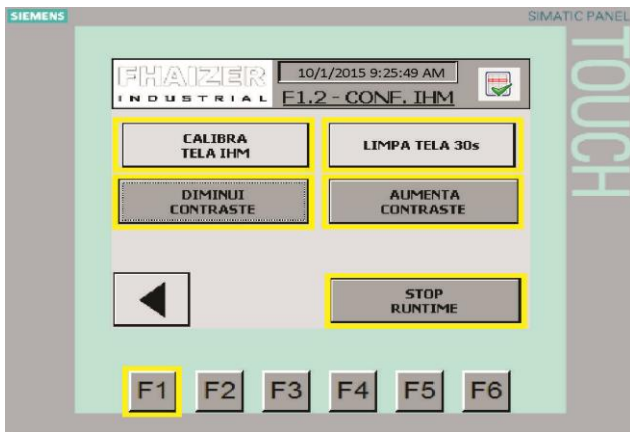 SIEMENS
SIMATIC PANEL
TOUCH
FHAIZER
INDUSTRIAL
10/1/2015 9:25:49 AM
F1.2 - CONF. IHM
CALIBRA
TELA IHM
LIMPA TELA 30s
DIMINUI
CONTRASTE
AUMENTA
CONTRASTE
STOP
RUNTIME
F1 F2 F3 F4 F5 F6